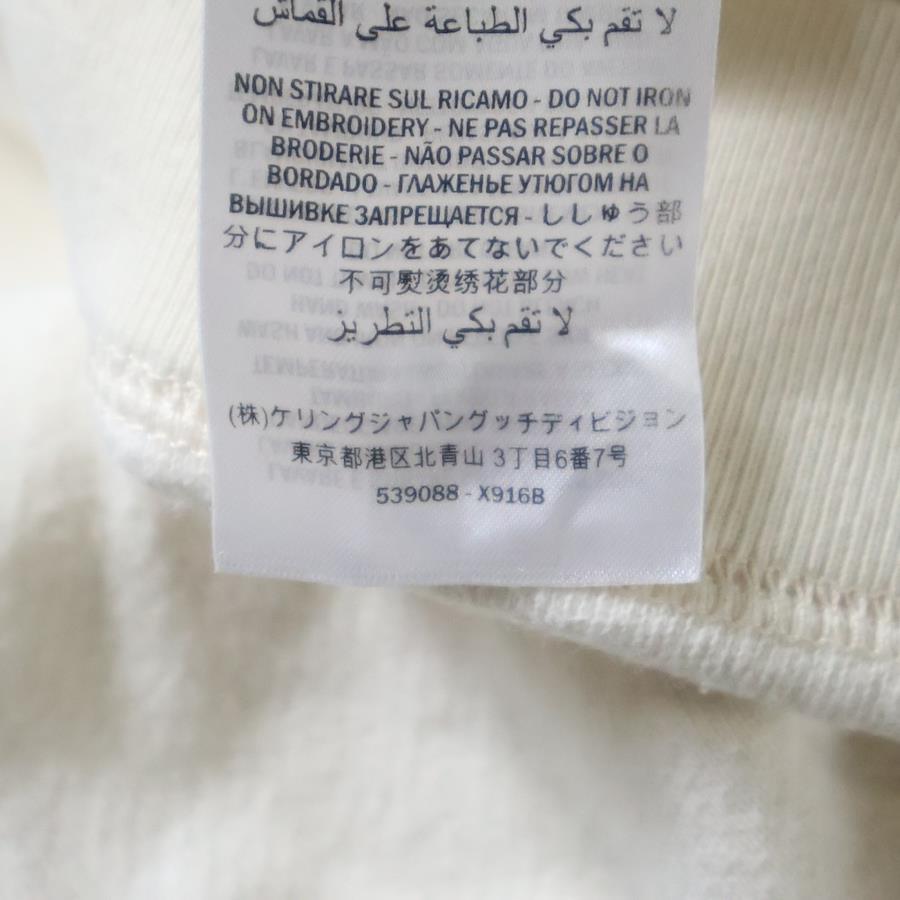 لا تقم بكي الطباعة على القماش
NON STIRARE SUL RICAMO - DO NOT IRON
ON EMBROIDERY - NE PAS REPASSER LA
BRODERIE - NÃO PASSAR SOBRE O
BORDADO - ГЛАЖЕНЬЕ УТЮГОМ НА
ВЫШИВКЕ ЗАПРЕЩАЕТСЯ - ししゅう部
分にアイロンをあてないでください
不可熨烫绣花部分
لا تقم بكي التطريز
(株)ケリングジャパングッチディビジョン
東京都港区北青山 3丁目6番7号
539088 - X916B